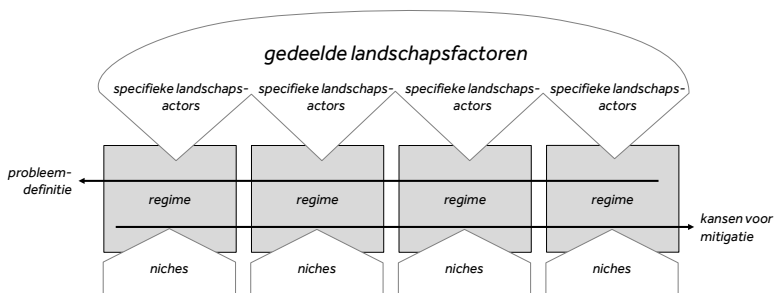 gedeelde landschapsfactoren
specifieke landschaps-
actors
specifieke landschaps-
actors
specifieke landschaps-
actors
specifieke landschaps-
actors
probleem-
definitie
regime
regime
regime
regime
kansen voor
mitigatie
niches
niches
niches
niches